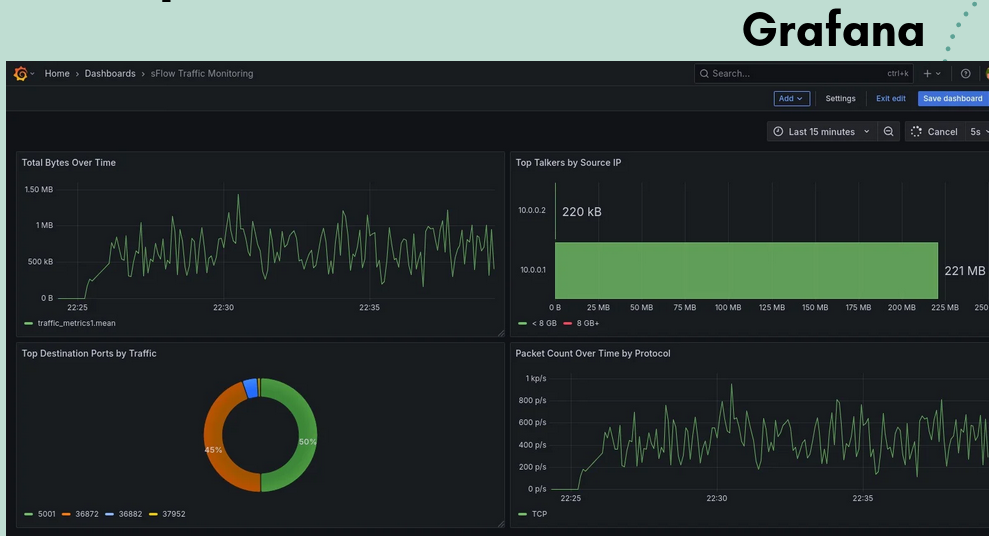 Grafana
Home › Dashboards › sFlow Traffic Monitoring
Search...
ctrl+k
Add
Settings
Exit edit
Save dashboard
Last 15 minutes
Cancel
5s
Total Bytes Over Time
1.50 MB
1 MB
500 kB
0 B
22:25
22:30
22:35
traffic_metrics1.mean
Top Talkers by Source IP
10.0.0.2
220 kB
10.0.01
221 MB
0 B
25 MB
50 MB
75 MB
100 MB
125 MB
150 MB
175 MB
200 MB
225 MB
250
< 8 GB
8 GB+
Top Destination Ports by Traffic
45%
50%
5001
36872
36882
37952
Packet Count Over Time by Protocol
1 kp/s
800 p/s
600 p/s
400 p/s
200 p/s
0 p/s
22:25
22:30
22:35
TCP